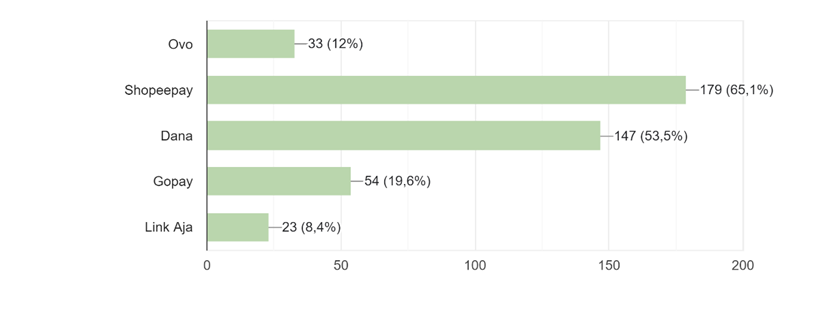 Ovo 33 (12%)
Shopeepay 179 (65,1%)
Dana 147 (53,5%)
Gopay 54 (19,6%)
Link Aja 23 (8,4%)
0 50 100 150 200